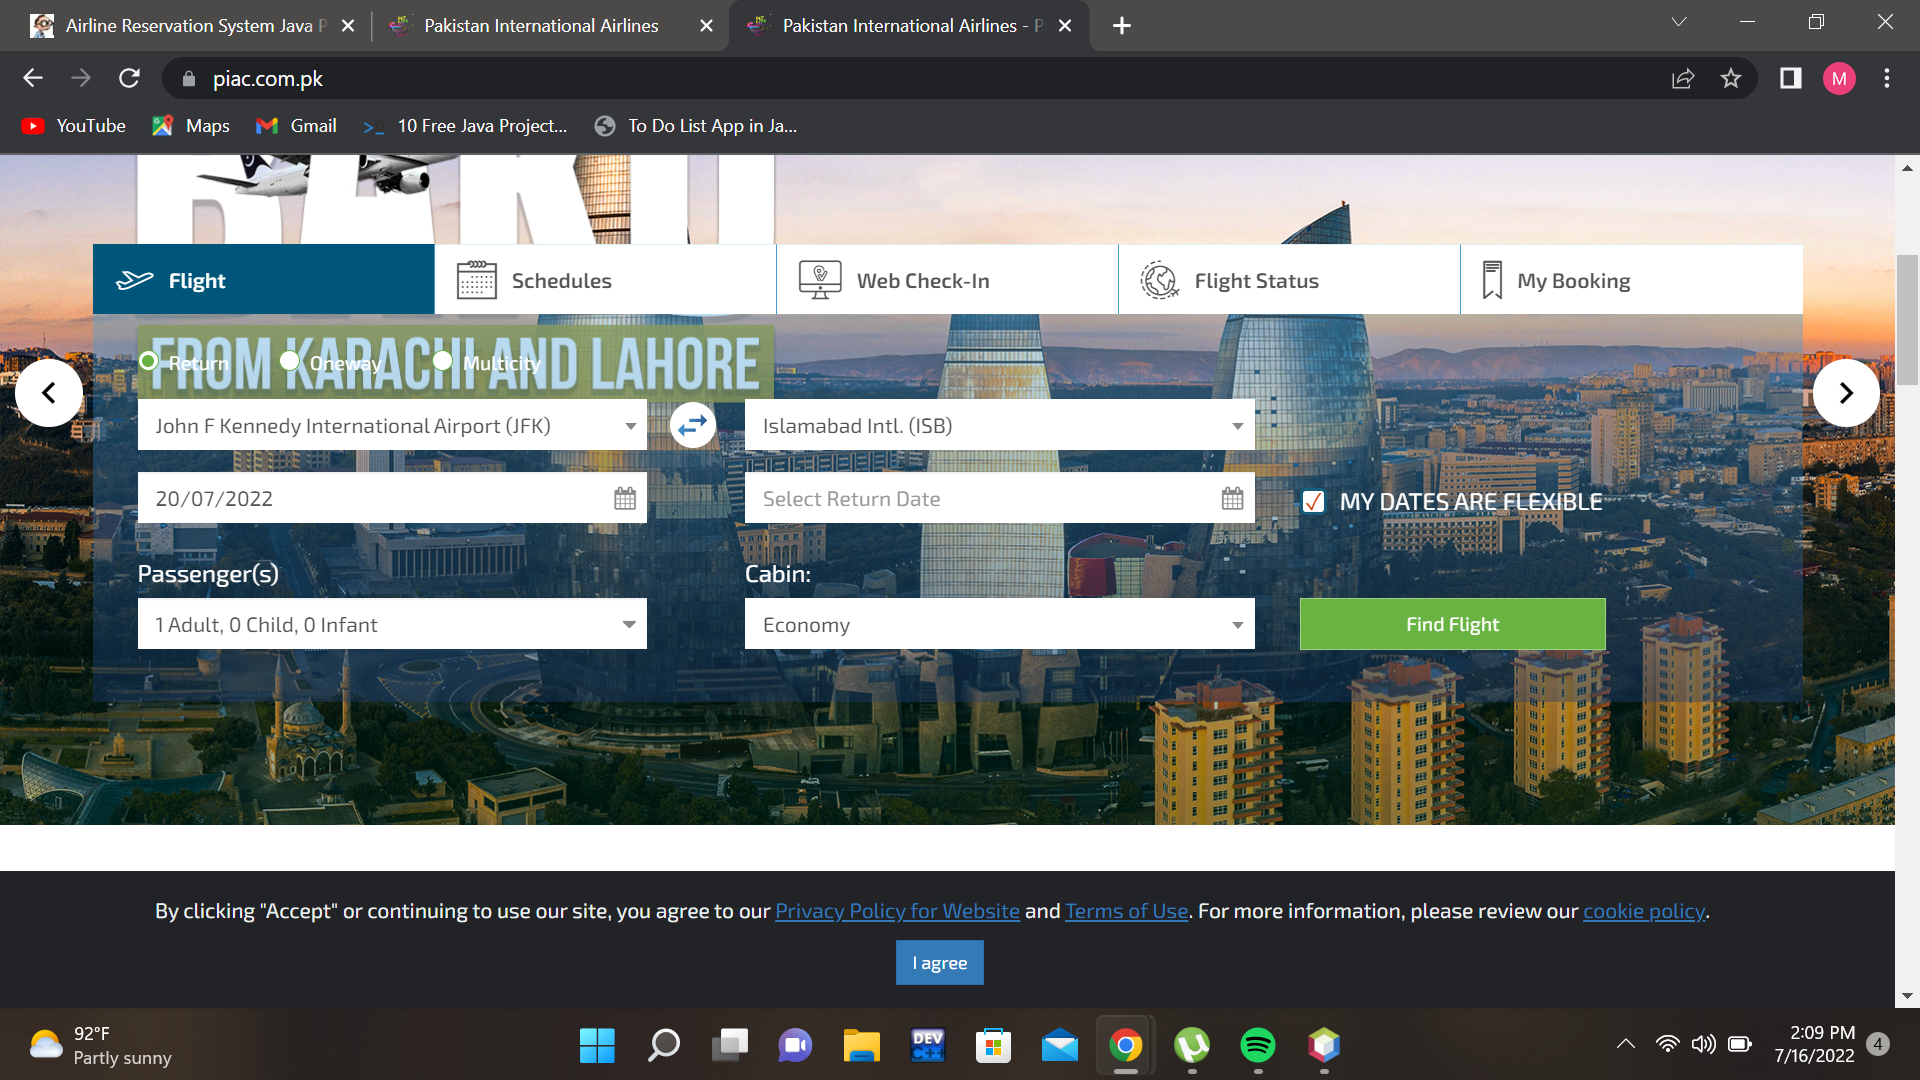 Airline Reservation System Java P
Pakistan International Airlines
Pakistan International Airlines - P
piac.com.pk
M
YouTube
Maps
Gmail
10 Free Java Project...
To Do List App in Ja...
BAKU
Flight
Schedules
Web Check-In
Flight Status
My Booking
FROM KARACHI AND LAHORE
Return
Oneway
Multicity
John F Kennedy International Airport (JFK)
Islamabad Intl. (ISB)
20/07/2022
Select Return Date
MY DATES ARE FLEXIBLE
Passenger(s)
Cabin:
1 Adult, 0 Child, 0 Infant
Economy
Find Flight
By clicking "Accept" or continuing to use our site, you agree to our Privacy Policy for Website and Terms of Use. For more information, please review our cookie policy.
I agree
92°F
Partly sunny
DEV
C++
2:09 PM
7/16/2022
4